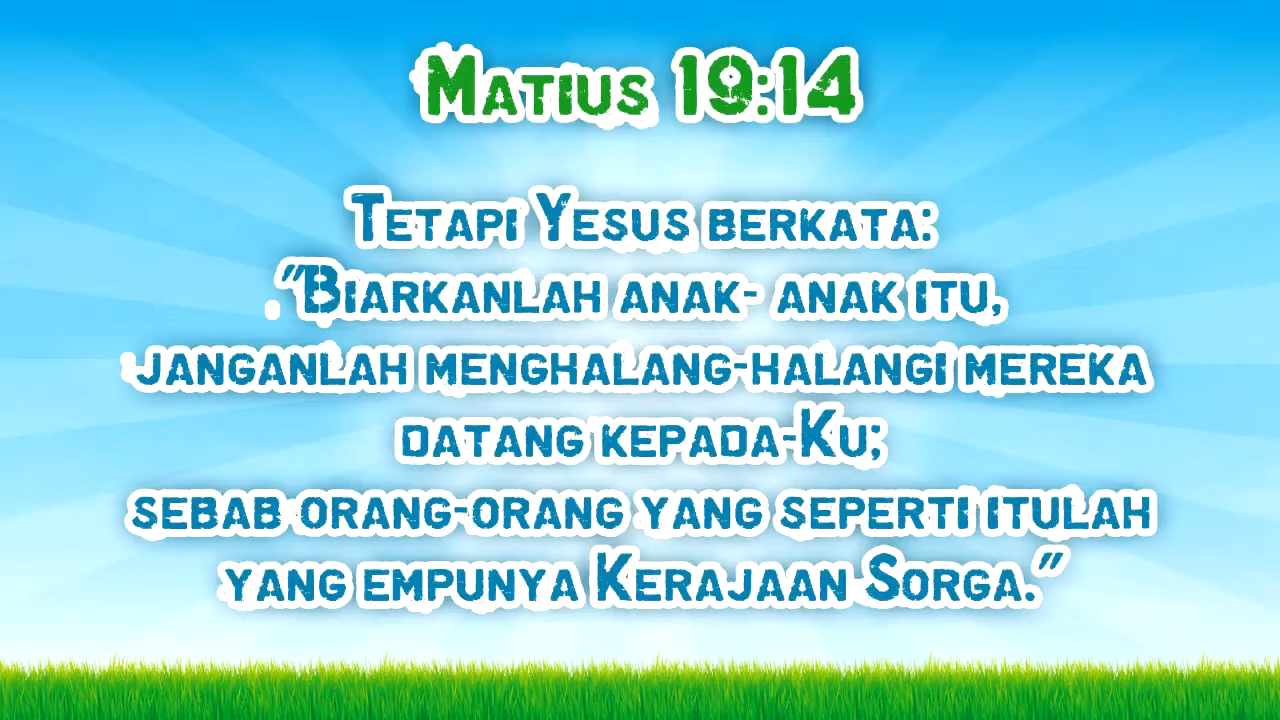 Matius 19:14
Tetapi Yesus berkata:
"Biarkanlah anak- anak itu,
janganlah menghalang-halangi mereka
datang kepada-Ku;
sebab orang-orang yang seperti itulah
yang empunya Kerajaan Sorga."